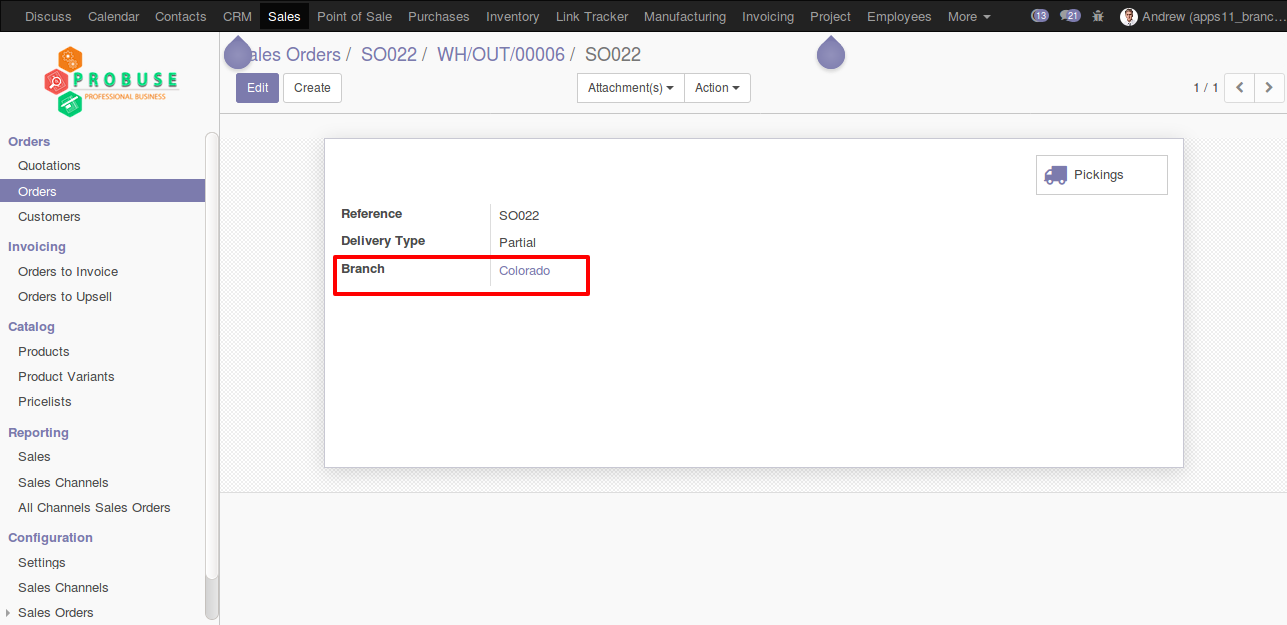 Discuss Calendar Contacts CRM Sales Point of Sale Purchases Inventory Link Tracker Manufacturing Invoicing Project Employees More 13 21 Andrew (apps11_branc...
PROBUSE
PROFESSIONAL BUSINESS
ales Orders / SO022 / WH/OUT/00006 / SO022
Edit Create Attachment(s) Action 1 / 1
Orders
Quotations
Orders
Customers
Invoicing
Orders to Invoice
Orders to Upsell
Catalog
Products
Product Variants
Pricelists
Reporting
Sales
Sales Channels
All Channels Sales Orders
Configuration
Settings
Sales Channels
Sales Orders
Pickings
Reference SO022
Delivery Type Partial
Branch Colorado